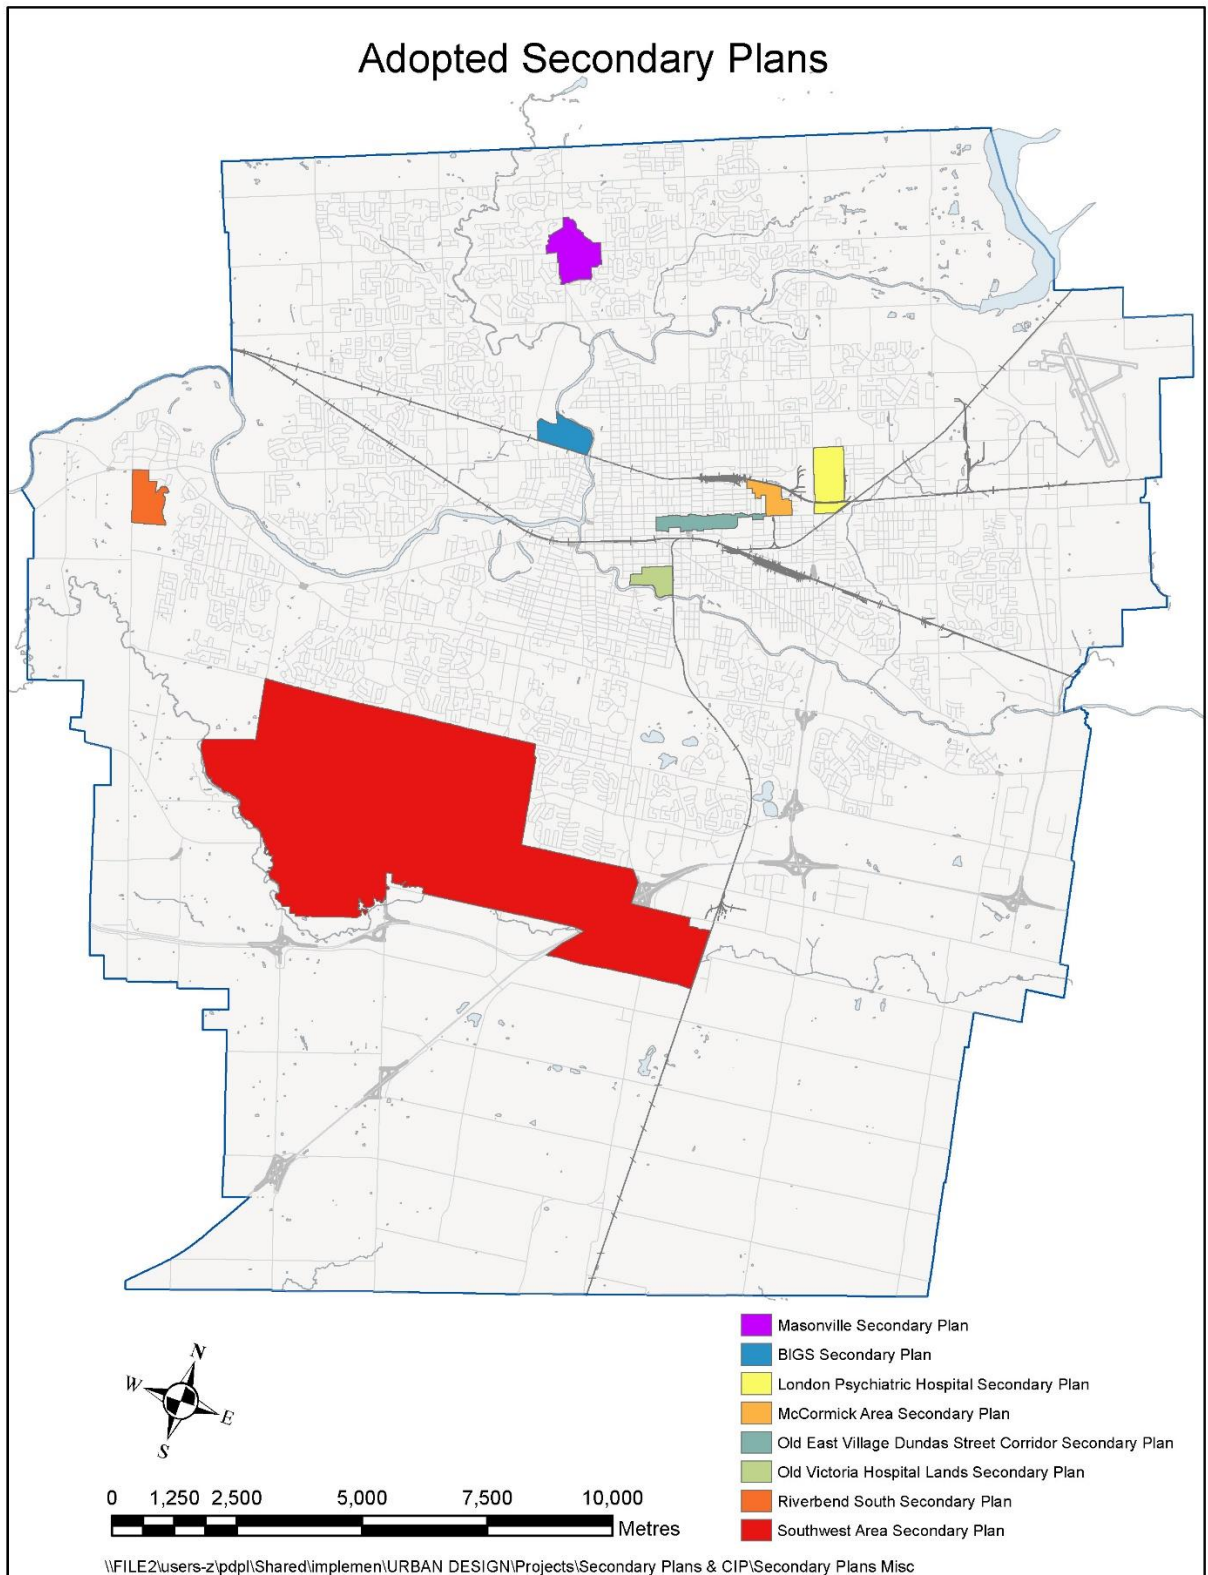 Adopted Secondary Plans
Masonville Secondary Plan
BIGS Secondary Plan
London Psychiatric Hospital Secondary Plan
McCormick Area Secondary Plan
Old East Village Dundas Street Corridor Secondary Plan
Old Victoria Hospital Lands Secondary Plan
Riverbend South Secondary Plan
Southwest Area Secondary Plan
N
W
E
S
0 1,250 2,500 5,000 7,500 10,000
Metres
\\FILE2\users-z\pdpl\Shared\implemen\URBAN DESIGN\Projects\Secondary Plans & CIP\Secondary Plans Misc